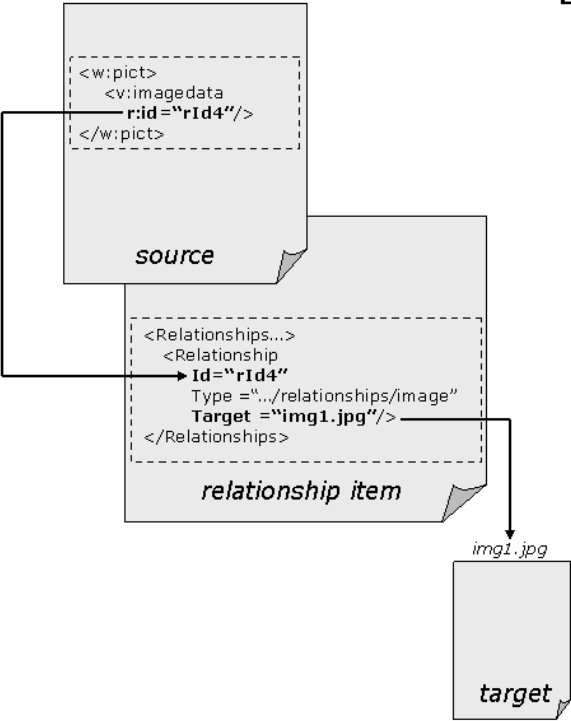 <w:pict>
<v:imagedata
r:id=“rId4”/>
</w:pict>
source
<Relationships...>
<Relationship
Id=“rId4”
Type =“.../relationships/image”
Target =“img1.jpg”/>
</Relationships>
relationship item
img1.jpg
target